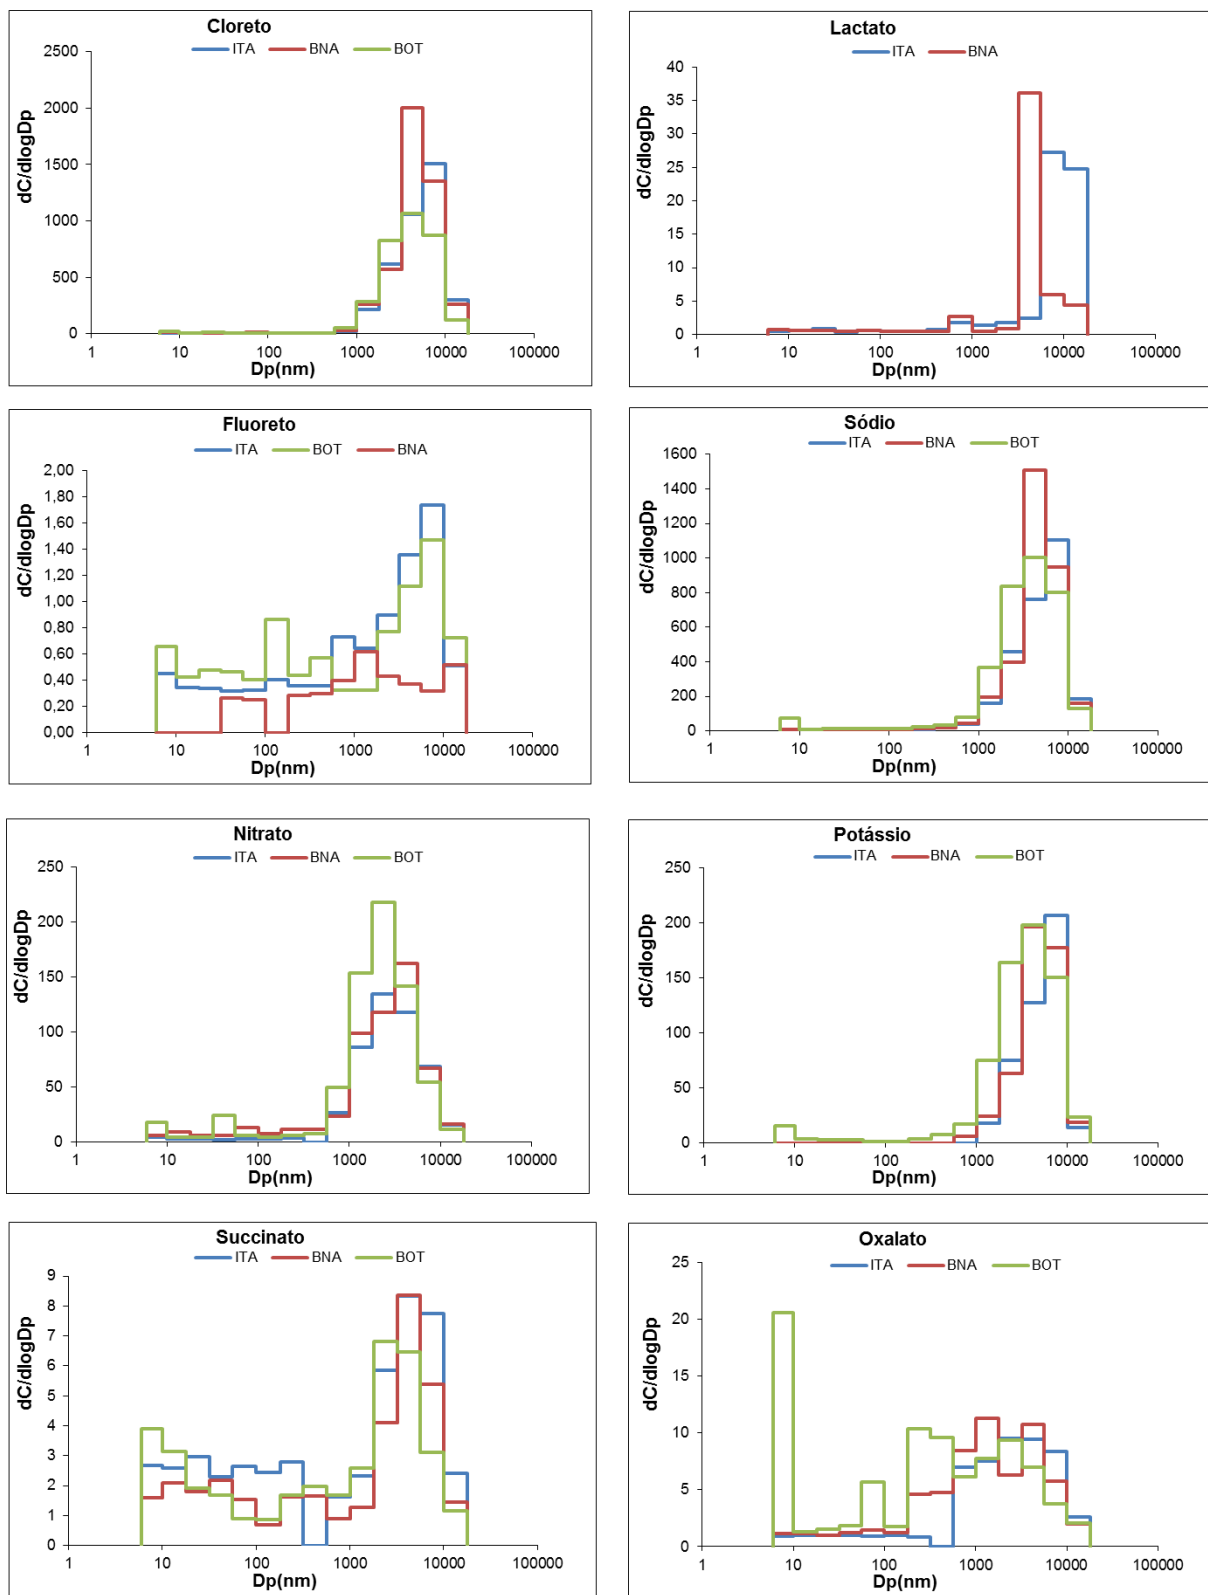 Cloreto
ITA BNA BOT
2500
2000
1500
1000
500
0
dC/dlogDp
1 10 100 1000 10000 100000
Dp(nm)
Lactato
ITA BNA
40
35
30
25
20
15
10
5
0
dC/dlogDp
1 10 100 1000 10000 100000
Dp(nm)
Fluoreto
ITA BOT BNA
2,00
1,80
1,60
1,40
1,20
1,00
0,80
0,60
0,40
0,20
0,00
dC/dlogDp
1 10 100 1000 10000 100000
Dp(nm)
Sódio
ITA BNA BOT
1600
1400
1200
1000
800
600
400
200
0
dC/dlogDp
1 10 100 1000 10000 100000
Dp(nm)
Nitrato
ITA BNA BOT
250
200
150
100
50
0
dC/dlogDp
1 10 100 1000 10000 100000
Dp(nm)
Potássio
ITA BNA BOT
250
200
150
100
50
0
dC/dlogDp
1 10 100 1000 10000 100000
Dp(nm)
Succinato
ITA BNA BOT
9
8
7
6
5
4
3
2
1
0
dC/dlogDp
1 10 100 1000 10000 100000
Dp(nm)
Oxalato
ITA BNA BOT
25
20
15
10
5
0
dC/dlogDp
1 10 100 1000 10000 100000
Dp(nm)